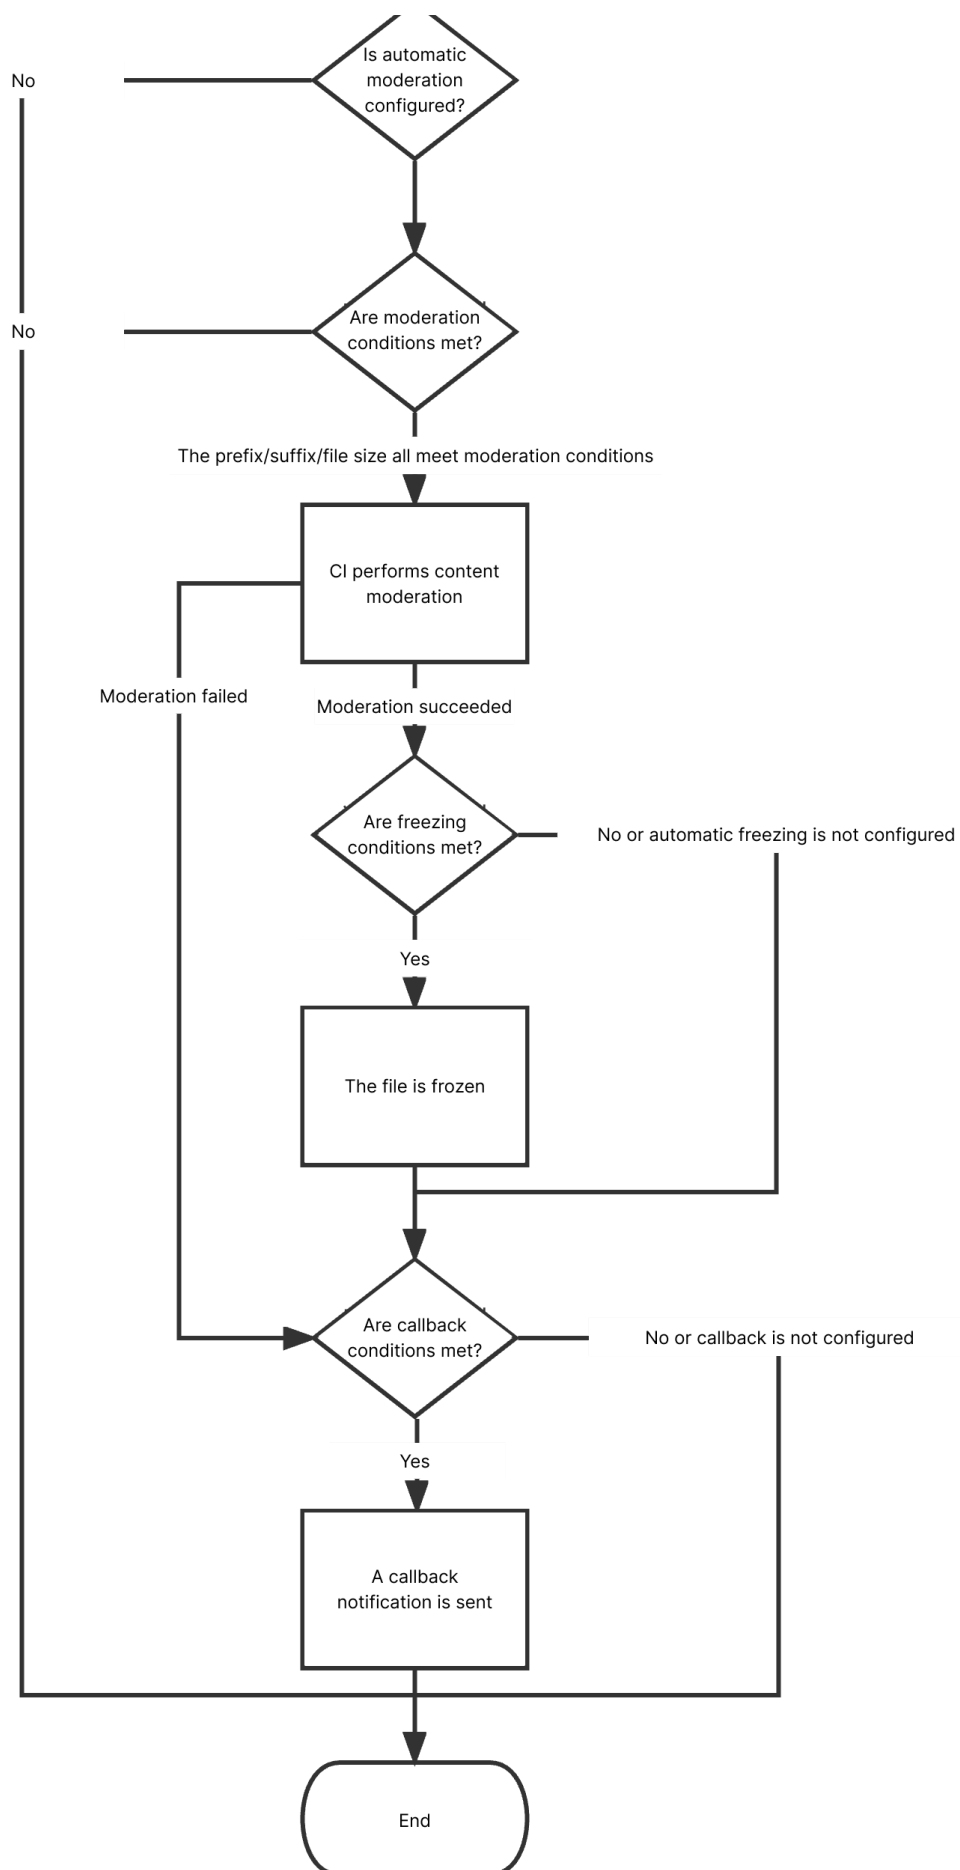 Is automatic
moderation
configured?
No
Are moderation
conditions met?
No
The prefix/suffix/file size all meet moderation conditions
CI performs content
moderation
Moderation failed
Moderation succeeded
Are freezing
conditions met?
No or automatic freezing is not configured
Yes
The file is frozen
Are callback
conditions met?
No or callback is not configured
Yes
A callback
notification is sent
End